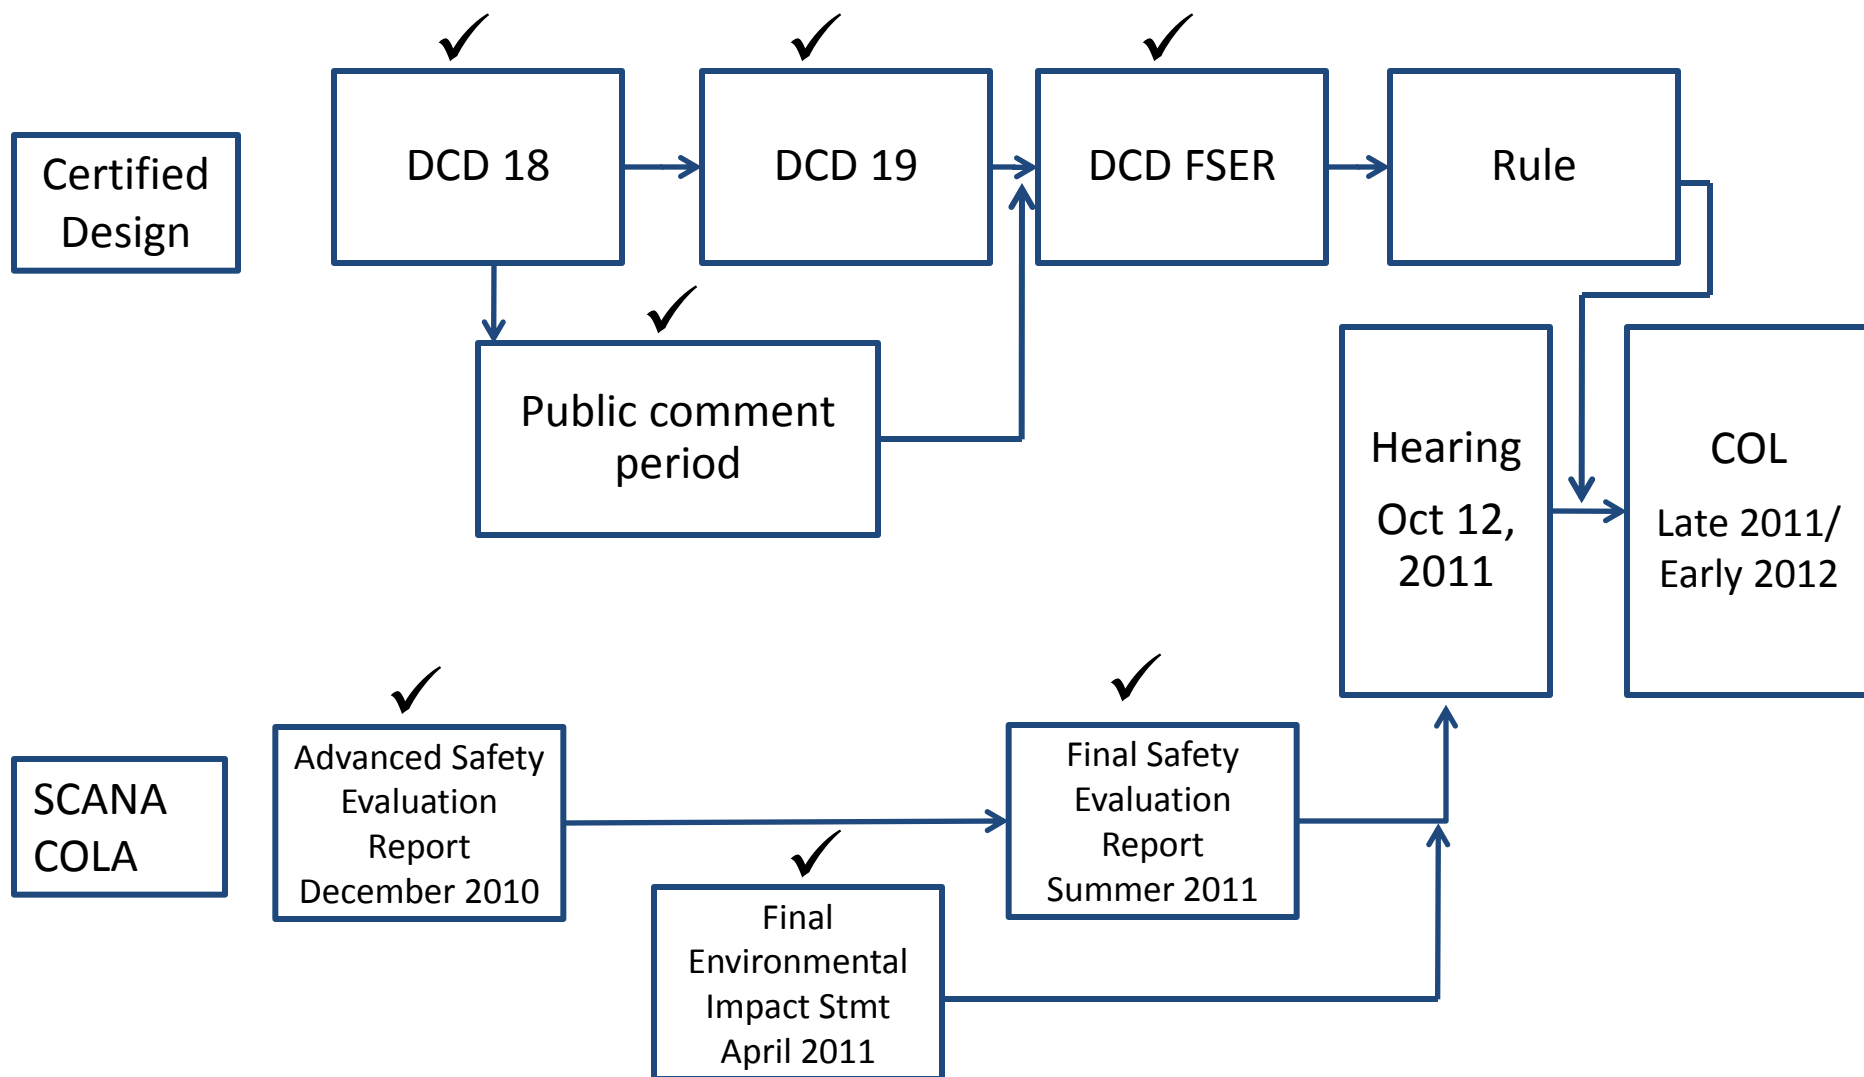 Certified
Design
DCD 18
DCD 19
DCD FSER
Rule
Public comment
period
Hearing
Oct 12,
2011
COL
Late 2011/
Early 2012
SCANA
COLA
Advanced Safety
Evaluation
Report
December 2010
Final
Environmental
Impact Stmt
April 2011
Final Safety
Evaluation
Report
Summer 2011